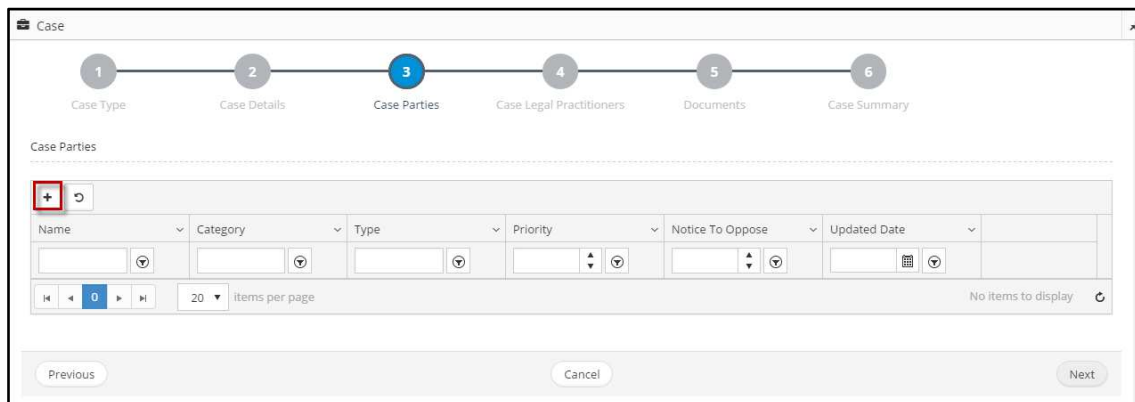 Case
1 2 3 4 5 6
Case Type Case Details Case Parties Case Legal Practitioners Documents Case Summary
Case Parties
+
Name Category Type Priority Notice To Oppose Updated Date
0 20 items per page No items to display
Previous Cancel Next